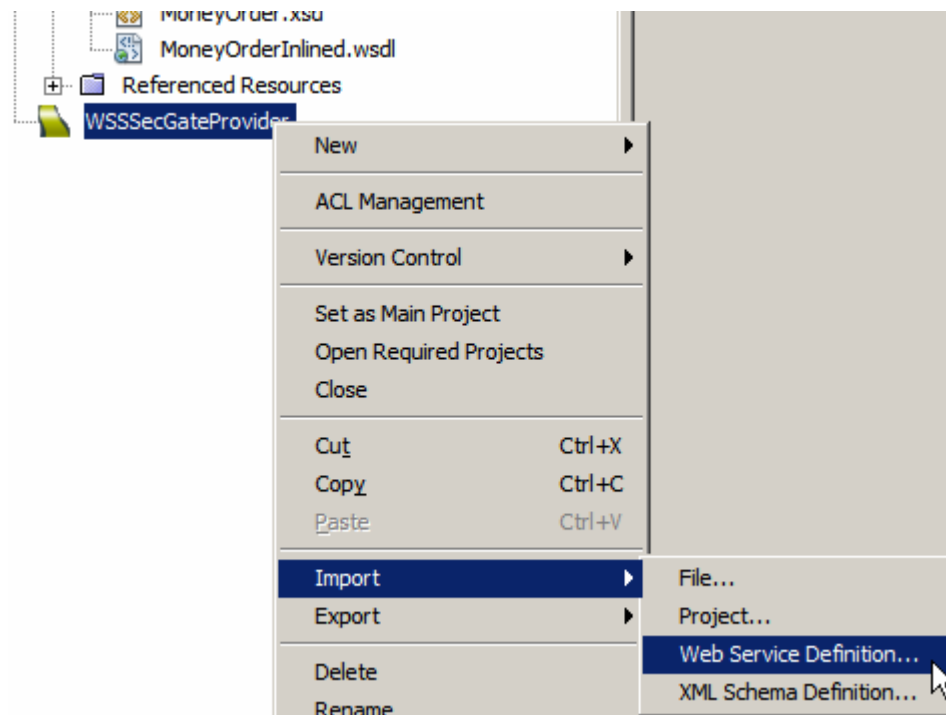 MoneyOrder.xsd
MoneyOrderInlined.wsdl
Referenced Resources
WSSSecGateProvider
New
ACL Management
Version Control
Set as Main Project
Open Required Projects
Close
Cut Ctrl+X
Copy Ctrl+C
Paste Ctrl+V
Import
File...
Export
Project...
Web Service Definition...
Delete
XML Schema Definition...
Rename